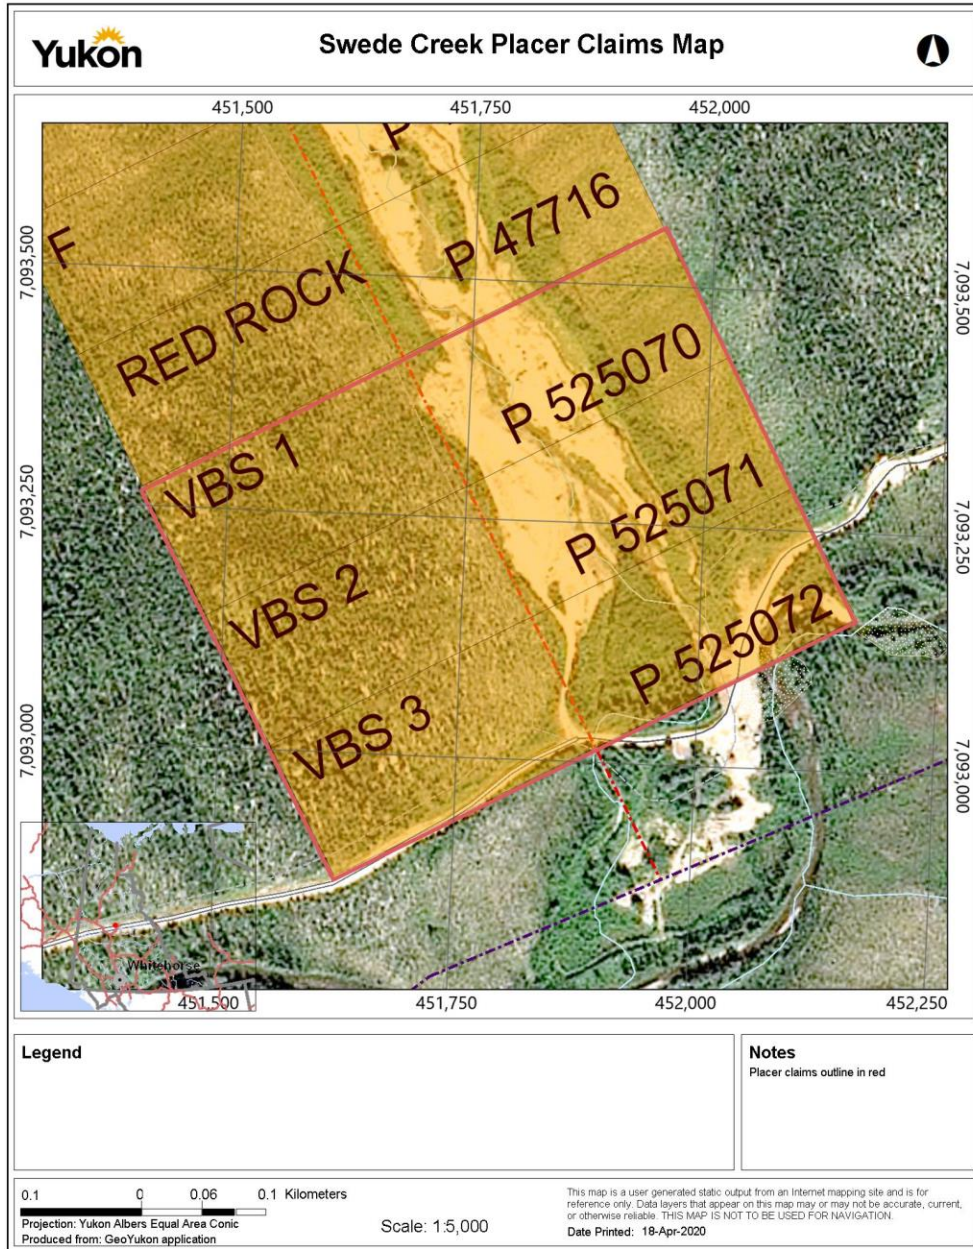 Yukon
Swede Creek Placer Claims Map
451,500 451,750 452,000
P
P 47716
F
7,093,500
7,093,500
RED ROCK
P 525070
VBS 1
P 525071
7,093,250
7,093,250
VBS 2
P 525072
VBS 3
7,093,000
7,093,000
Whitehorse
451,500 451,750 452,000 452,250
Legend
Notes
Placer claims outline in red
0.1 0 0.06 0.1 Kilometers
Projection: Yukon Albers Equal Area Conic
Produced from: GeoYukon application
Scale: 1:5,000
This map is a user generated static output from an Internet mapping site and is for
reference only. Data layers that appear on this map may or may not be accurate, current,
or otherwise reliable. THIS MAP IS NOT TO BE USED FOR NAVIGATION.
Date Printed: 18-Apr-2020